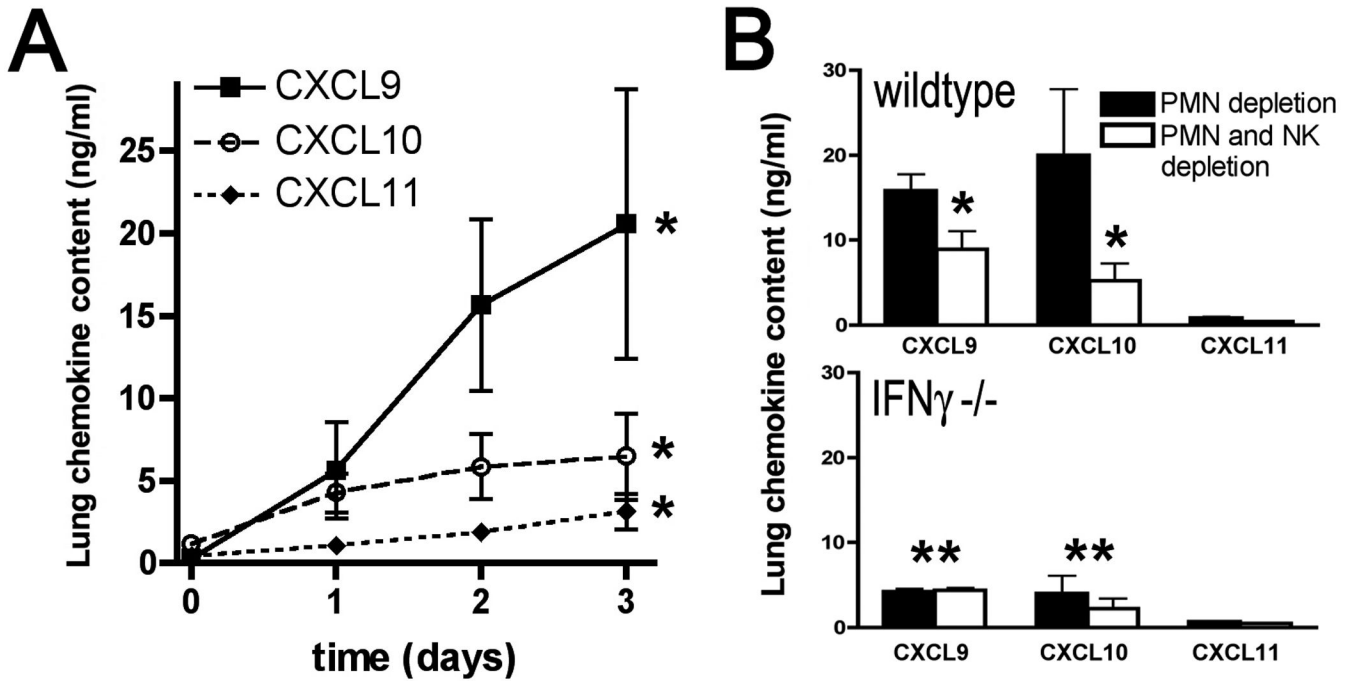 A
Lung chemokine content (ng/ml)
CXCL9
CXCL10
CXCL11
25
20
15
10
5
0
*
*
*
0 1 2 3
time (days)
B
Lung chemokine content (ng/ml)
30
20
10
0
wildtype
PMN depletion
PMN and NK
depletion
*
*
CXCL9 CXCL10 CXCL11
30
20
10
0
IFNγ -/-
** **
CXCL9 CXCL10 CXCL11